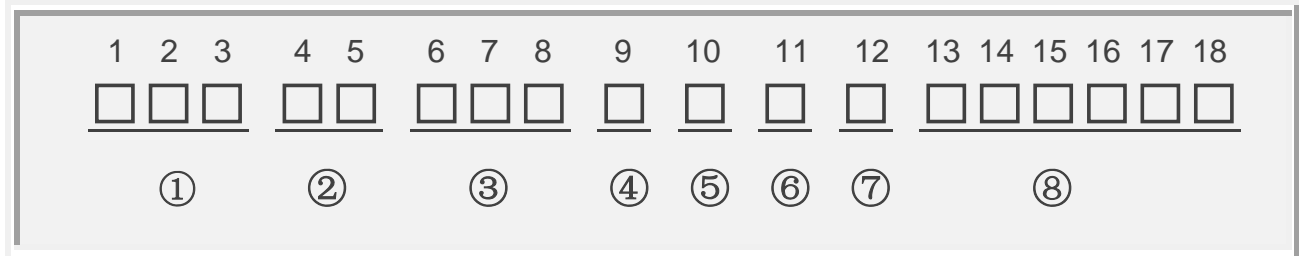 1 2 3 4 5 6 7 8 9 10 11 12 13 14 15 16 17 18
□□□ □□ □□□ □ □ □ □ □□□□□□
① ② ③ ④ ⑤ ⑥ ⑦ ⑧